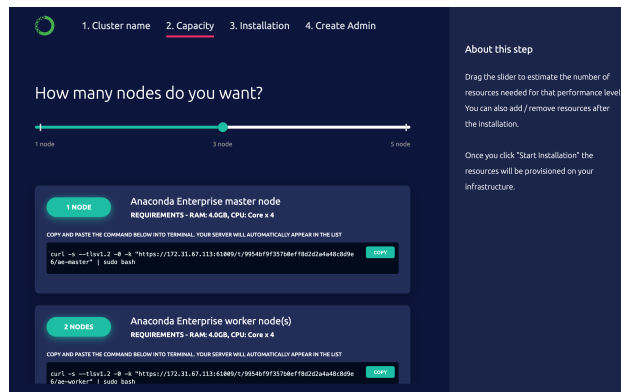 1. Cluster name 2. Capacity 3. Installation 4. Create Admin
How many nodes do you want?
1 node 3 node 5 node
1 NODE
Anaconda Enterprise master node
REQUIREMENTS - RAM: 4.0GB, CPU: Core x 4
COPY AND PASTE THE COMMAND BELOW INTO TERMINAL. YOUR SERVER WILL AUTOMATICALLY APPEAR IN THE LIST
curl -s --tlsv1.2 -0 -k "https://172.31.67.113:61009/t/9954bf9f357b0eff8d2d2a4a48c8d9e
6/ae-master" | sudo bash
COPY
2 NODES
Anaconda Enterprise worker node(s)
REQUIREMENTS - RAM: 4.0GB, CPU: Core x 4
COPY AND PASTE THE COMMAND BELOW INTO TERMINAL. YOUR SERVER WILL AUTOMATICALLY APPEAR IN THE LIST
curl -s --tlsv1.2 -0 -k "https://172.31.67.113:61009/t/9954bf9f357b0eff8d2d2a4a48c8d9e
6/ae-worker" | sudo bash
COPY
About this step
Drag the slider to estimate the number of
resources needed for that performance level
You can also add / remove resources after
the installation.
Once you click "Start Installation" the
resources will be provisioned on your
infrastructure.